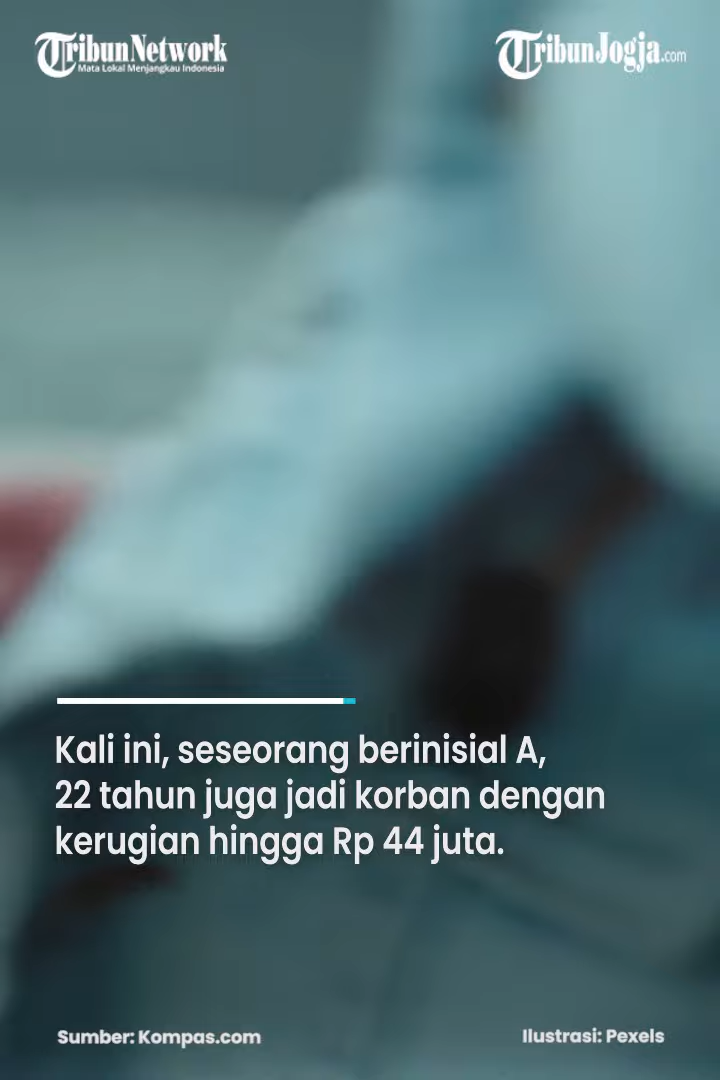 TribunNetwork
Mata Lokal Menjangkau Indonesia
TribunJogja.com
Kali ini, seseorang berinisial A,
22 tahun juga jadi korban dengan
kerugian hingga Rp 44 juta.
Sumber: Kompas.com
Ilustrasi: Pexels